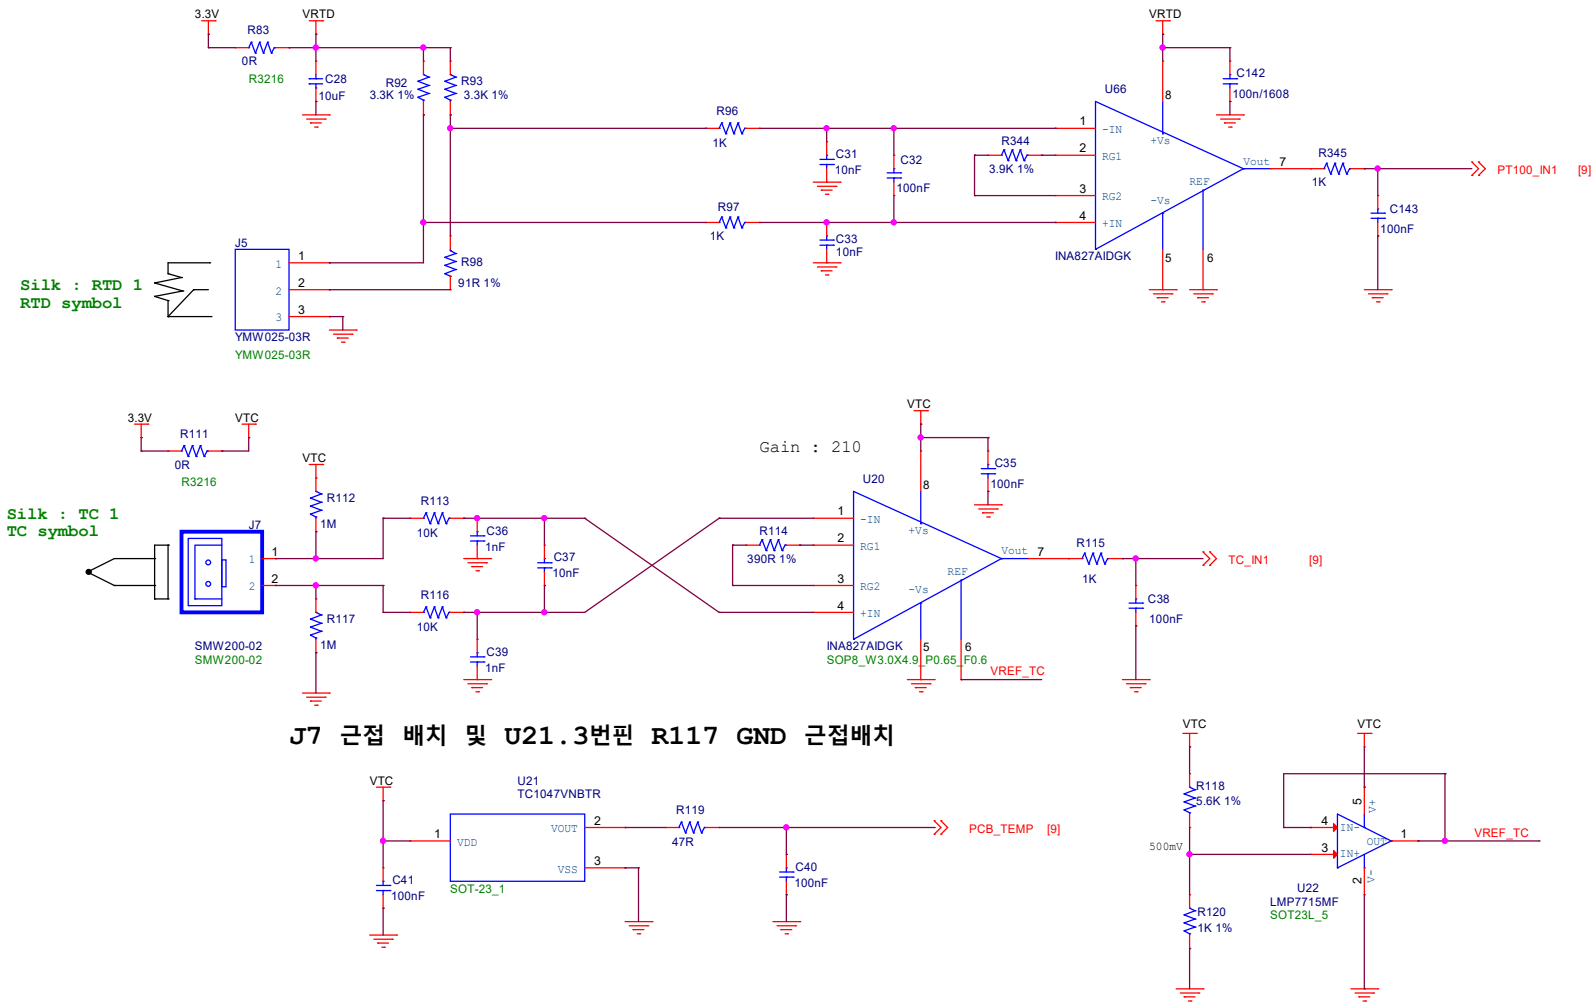 3.3V
VRTD
R83
0R
R3216
C28
10uF
R92
3.3K 1%
R93
3.3K 1%
R96
1K
C31
10nF
C32
100nF
R97
1K
C33
10nF
R98
91R 1%
VRTD
C142
100n/1608
U66
8
1
-IN
+Vs
2
RG1
R344
3.9K 1%
3
RG2
4
+IN
-Vs
REF
Vout
7
5
6
INA827AIDGK
R345
1K
C143
100nF
PT100_IN1 [9]
Silk : RTD 1
RTD symbol
J5
1
1
2
2
3
3
YMW025-03R
YMW025-03R
3.3V
VTC
R111
0R
R3216
VTC
R112
1M
Silk : TC 1
TC symbol
J7
1
1
2
2
SMW200-02
SMW200-02
R117
1M
R113
10K
C36
1nF
C37
10nF
R116
10K
C39
1nF
Gain : 210
VTC
C35
100nF
U20
8
1
-IN
+Vs
2
RG1
R114
390R 1%
3
RG2
4
+IN
-Vs
REF
Vout
7
5
6
INA827AIDGK
SOP8_W3.0X4.9_P0.65_F0.6
VREF_TC
R115
1K
C38
100nF
TC_IN1 [9]
J7 근접 배치 및 U21.3번핀 R117 GND 근접배치
VTC
C41
100nF
U21
TC1047VNBTR
1
VDD
VOUT
2
VSS
3
SOT-23_1
R119
47R
C40
100nF
PCB_TEMP [9]
VTC
R118
5.6K 1%
500mV
R120
1K 1%
VTC
5
V+
4
IN-
3
IN+
OUT
1
2
V-
U22
LMP7715MF
SOT23L_5
VREF_TC